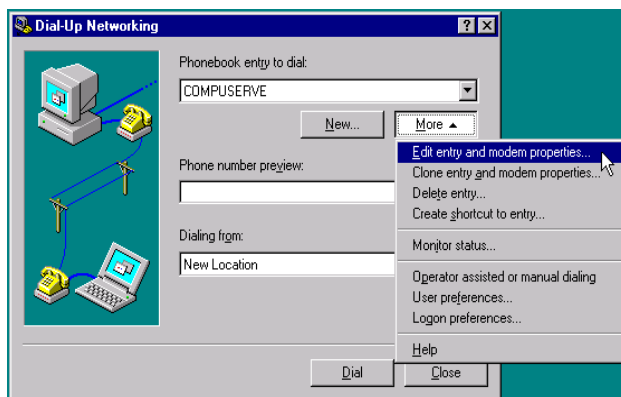 Dial-Up Networking
Phonebook entry to dial:
COMPUSERVE
New...
More
Edit entry and modem properties...
Clone entry and modem properties...
Delete entry...
Create shortcut to entry...
Monitor status...
Operator assisted or manual dialing
User preferences...
Logon preferences...
Help
Phone number preview:
Dialing from:
New Location
Dial
Close